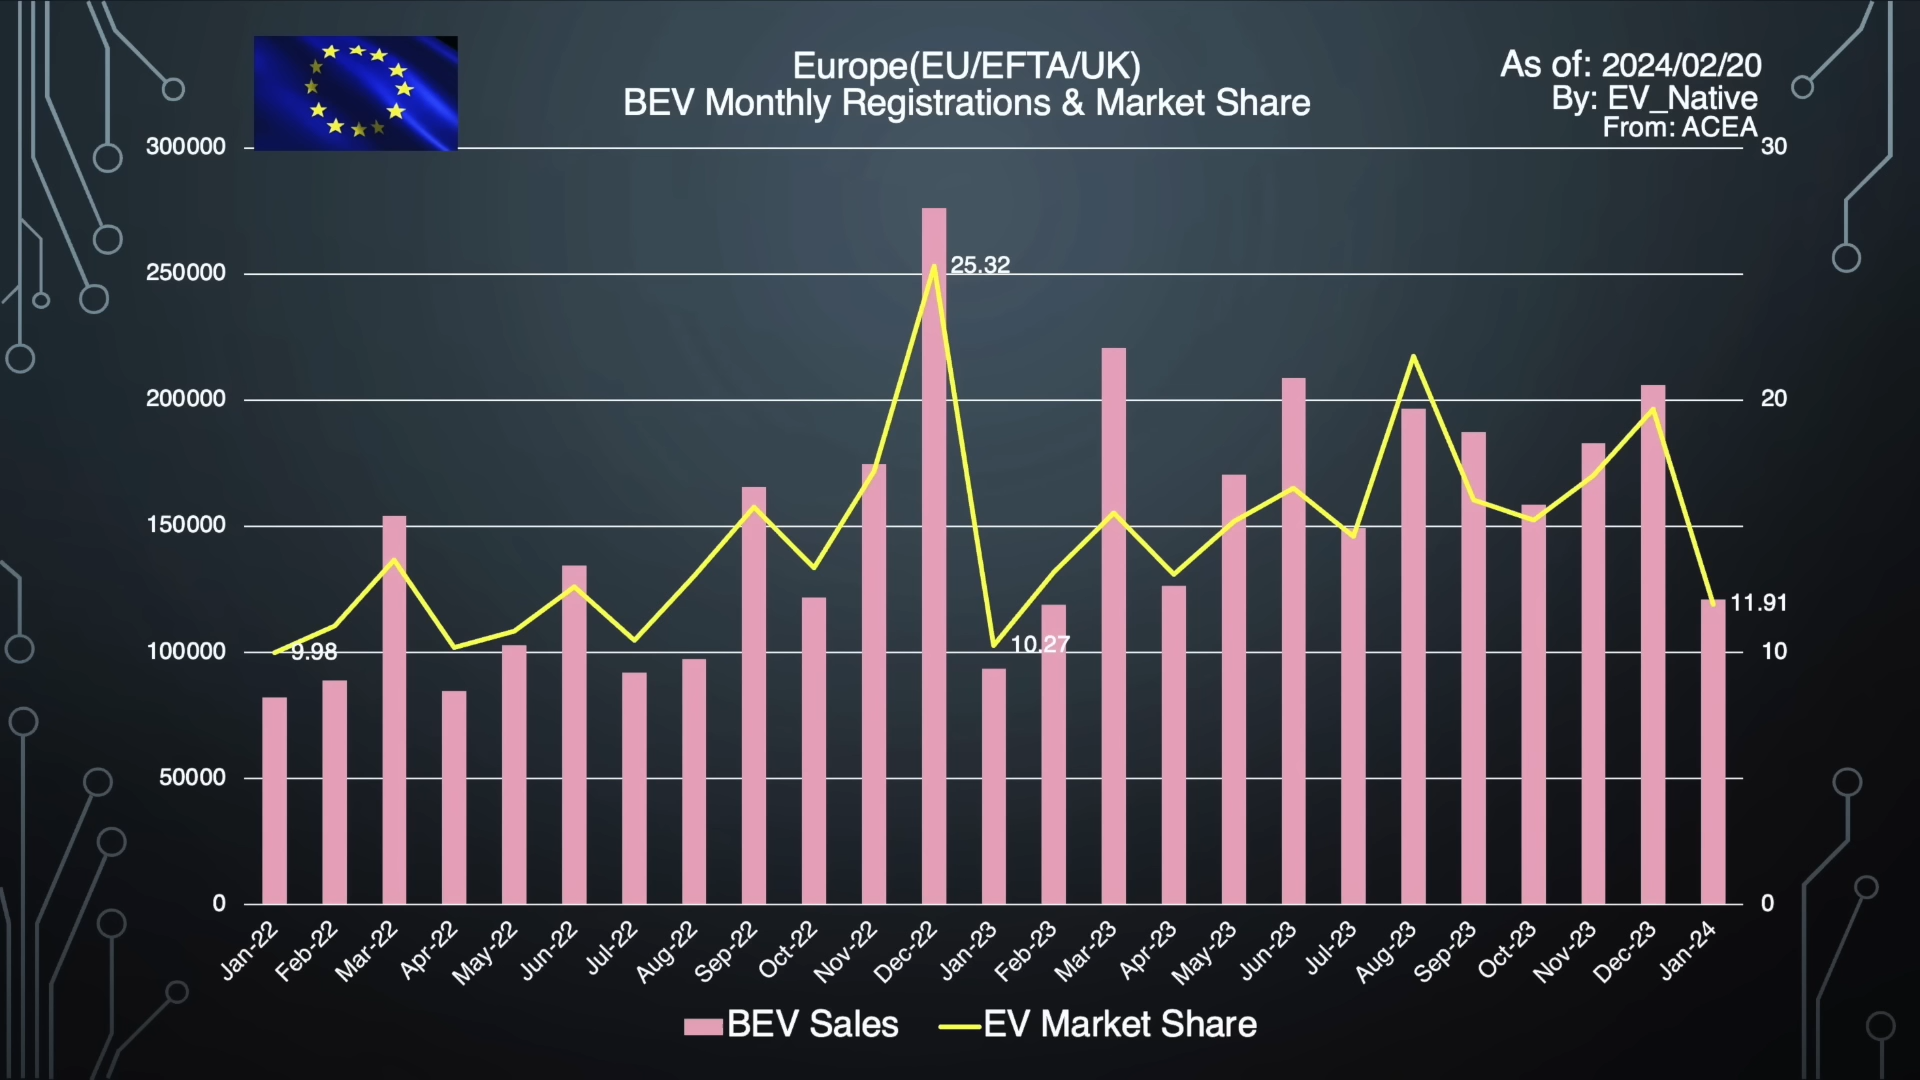 Europe(EU/EFTA/UK)
BEV Monthly Registrations & Market Share
As of: 2024/02/20
By: EV_Native
From: ACEA
300000
250000
200000
150000
100000
50000
0
30
20
10
0
25.32
9.98
10.27
11.91
Jan-22
Feb-22
Mar-22
Apr-22
May-22
Jun-22
Jul-22
Aug-22
Sep-22
Oct-22
Nov-22
Dec-22
Jan-23
Feb-23
Mar-23
Apr-23
May-23
Jun-23
Jul-23
Aug-23
Sep-23
Oct-23
Nov-23
Dec-23
Jan-24
BEV Sales
EV Market Share